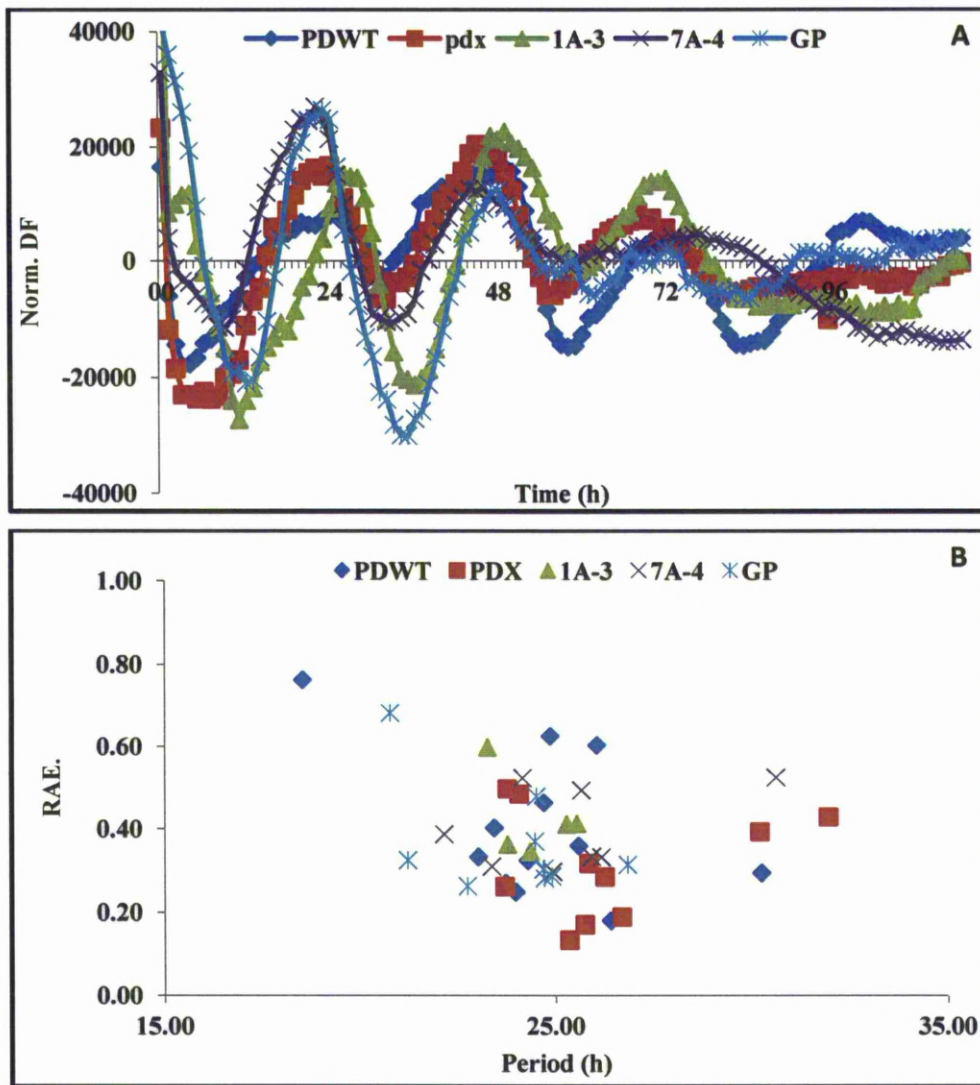 40000 PDWT pdx 1A-3 7A-4 GP A
20000
0
00 24 48 72 96
-20000
-40000
Norm. DF
Time (h)
B
PDWT PDX 1A-3 7A-4 GP
1.00
0.80
0.60
0.40
0.20
0.00
RAE.
15.00 25.00 35.00
Period (h)